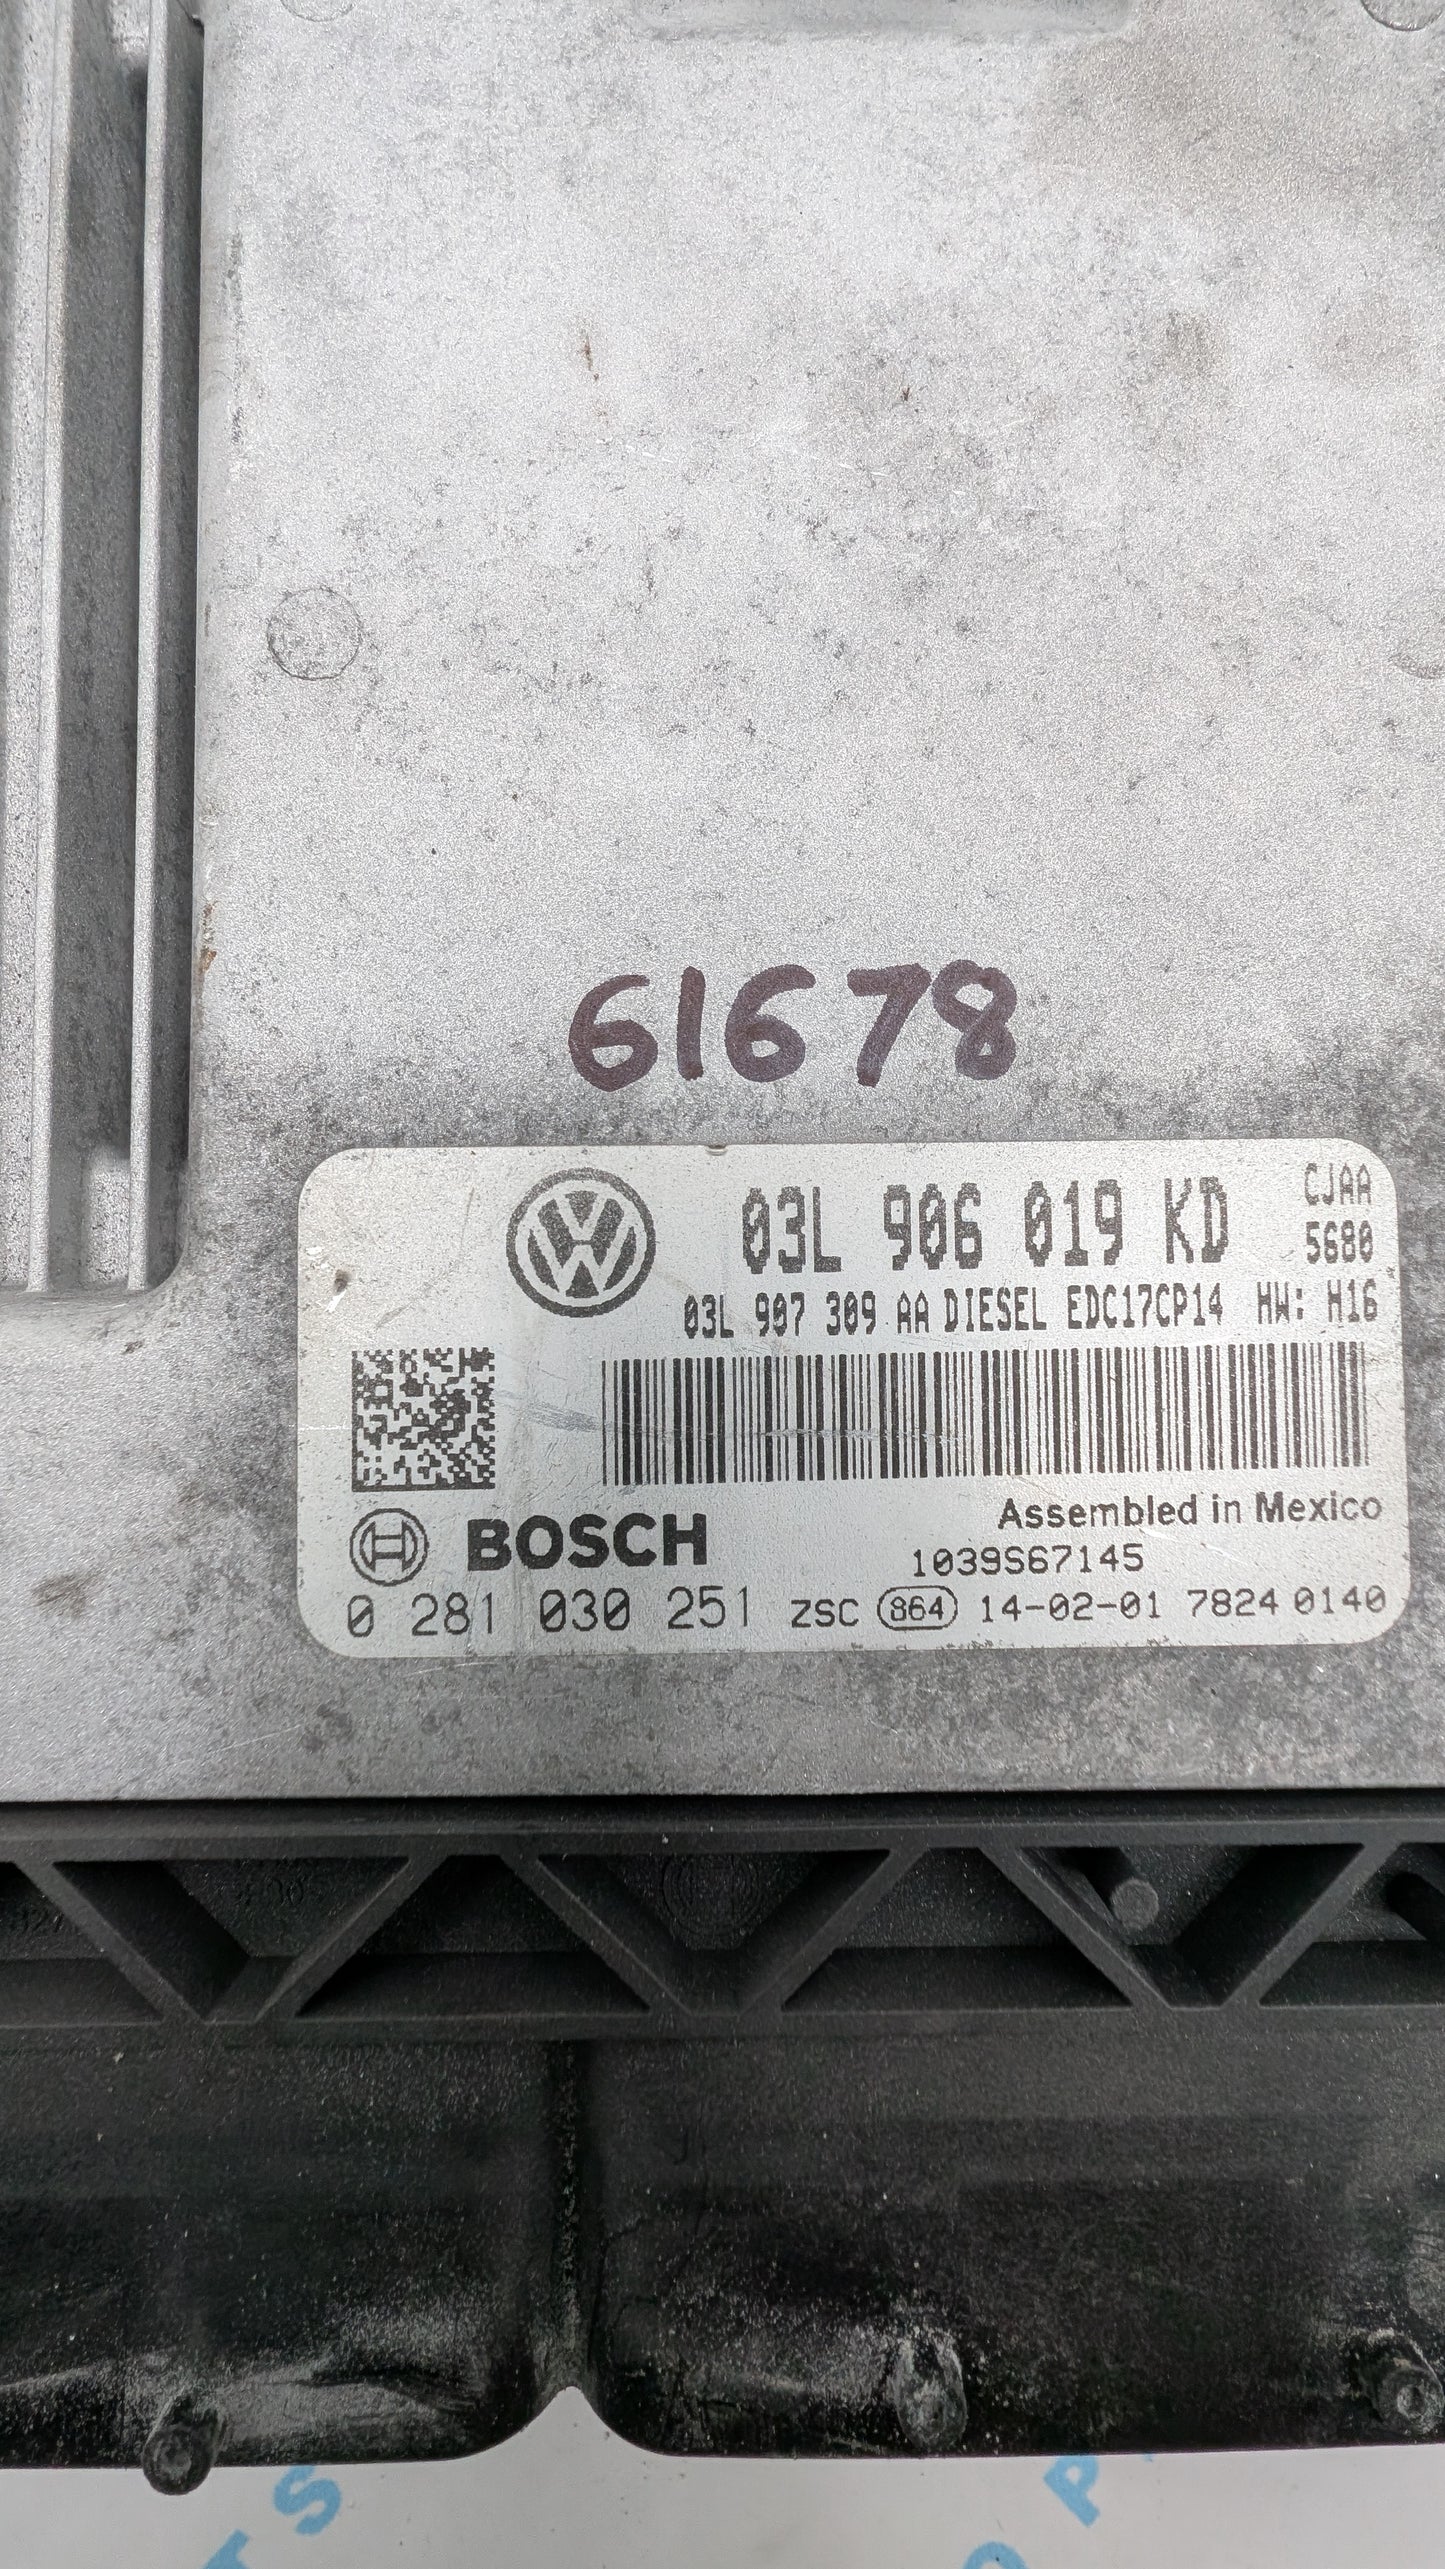 61678
03L 906 019 KD
CJAA
5680
03L 907 309 AA DIESEL EDC17CP14 HW: H16
Assembled in Mexico
BOSCH
1039S67145
0 281 030 251 ZSC 864 14-02-01 7824 0140